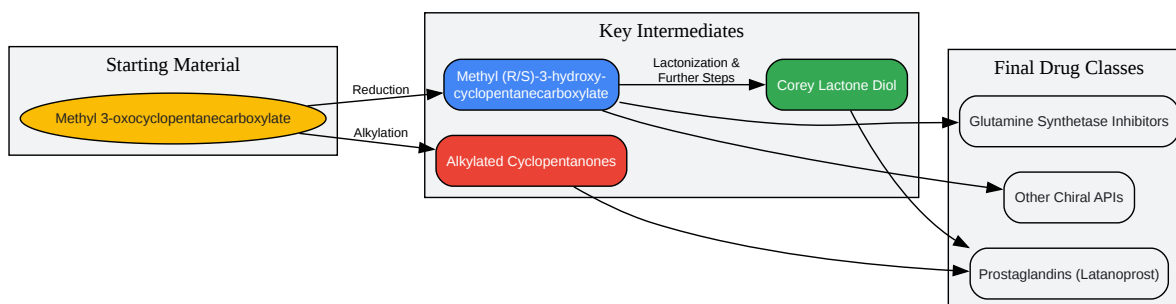 Starting Material
Methyl 3-oxocyclopentanecarboxylate
Reduction
Alkylation
Key Intermediates
Methyl (R/S)-3-hydroxy-
cyclopentanecarboxylate
Lactonization &
Further Steps
Corey Lactone Diol
Alkylated Cyclopentanones
Final Drug Classes
Glutamine Synthetase Inhibitors
Other Chiral APIs
Prostaglandins (Latanoprost)